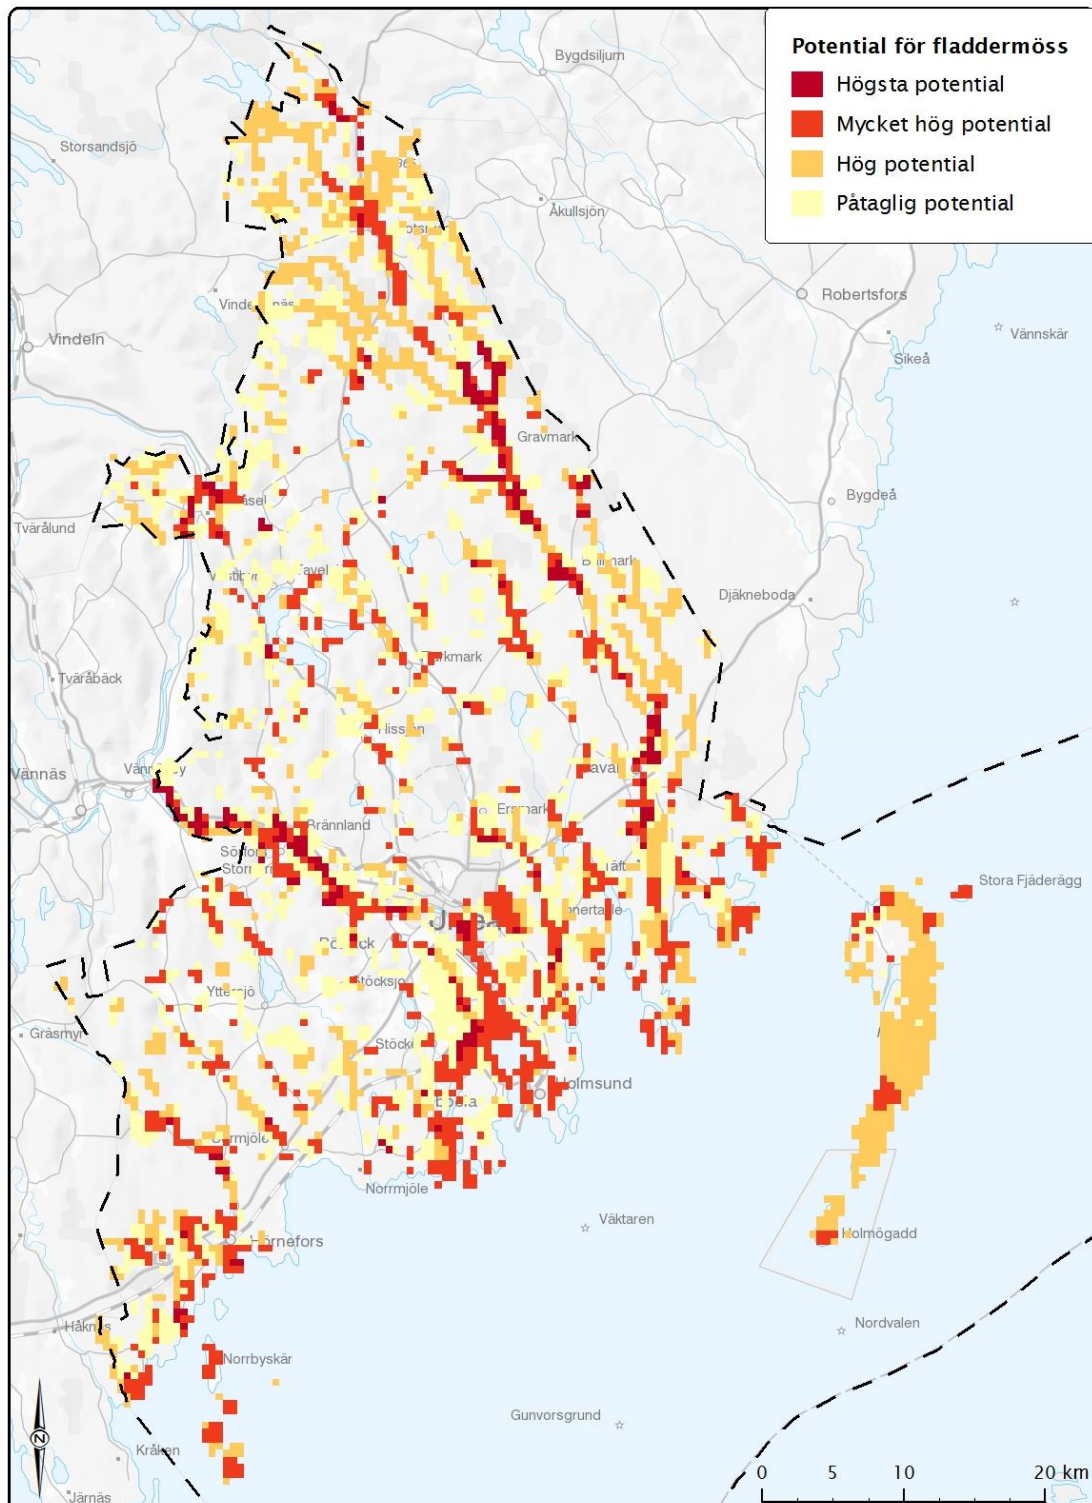 Potential för fladdermöss
Högsta potential
Mycket hög potential
Hög potential
Påtaglig potential
Bygdsiljum
Storsandsjö
Åkullsjön
Robertsfors
Vännskär
Vindeln
Sikeå
Gravmark
Bygdeå
Tvärålund
Djäkneboda
Tväråbäck
Hissjön
Vännäs
Ersmark
Brännland
Stora Fjäderägg
Gräsmyr
Holmsund
Norrmjöle
Väktaren
Holmögadd
Hörnefors
Nordvalen
Norrbyskär
Gunvorsgrund
Kråken
Järnäs
N
0 5 10 20 km